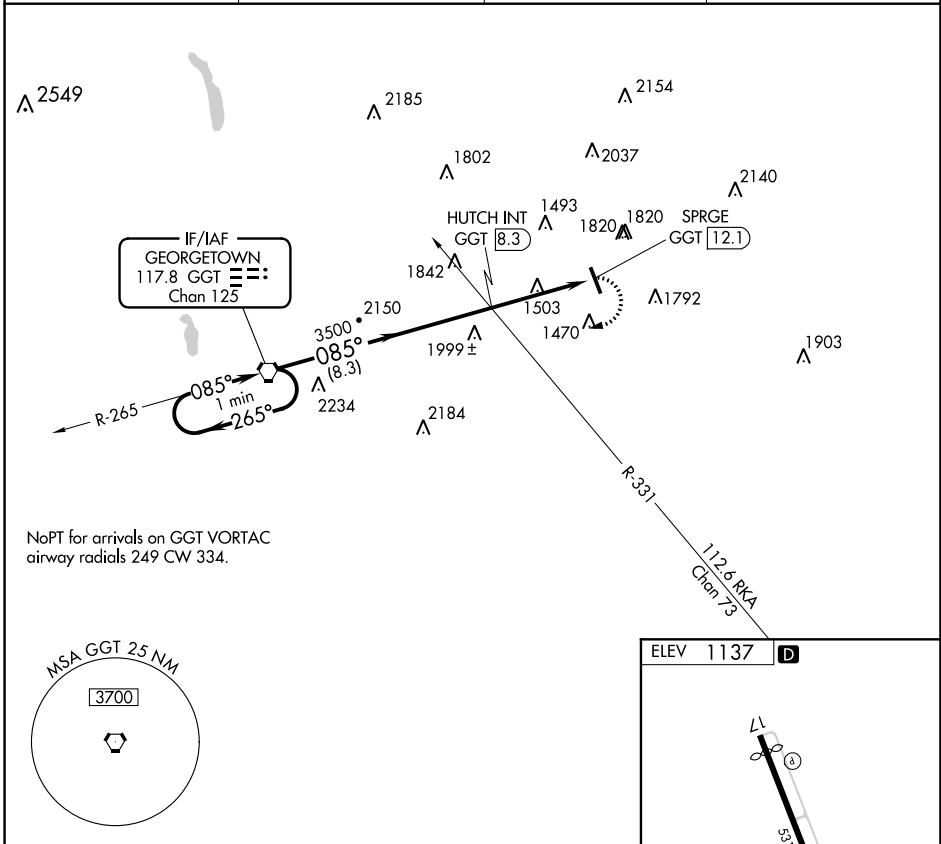 2549
2185
2154
1802
2037
2140
1493
HUTCH INT
GGT 8.3
1820
1820
SPRGE
GGT 12.1
IF/IAF
GEORGETOWN
117.8 GGT
Chan 125
1842
1792
1503
1470
3500
2150
085°
(8.3)
1999±
1903
085°
1 min
265°
R-265
2234
2184
R-331
112.6 RKA
Chan 73
NoPT for arrivals on GGT VORTAC
airway radials 249 CW 334.
MSA GGT 25 NM
3700
ELEV 1137 D
17
P